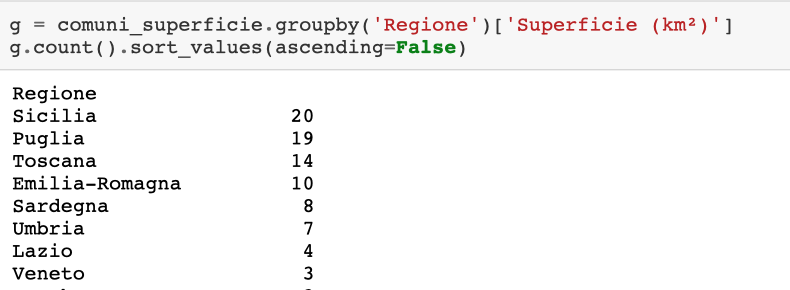 g = comuni_superficie.groupby('Regione')['Superficie (km²)']
g.count().sort_values(ascending=False)
Regione
Sicilia 20
Puglia 19
Toscana 14
Emilia-Romagna 10
Sardegna 8
Umbria 7
Lazio 4
Veneto 3